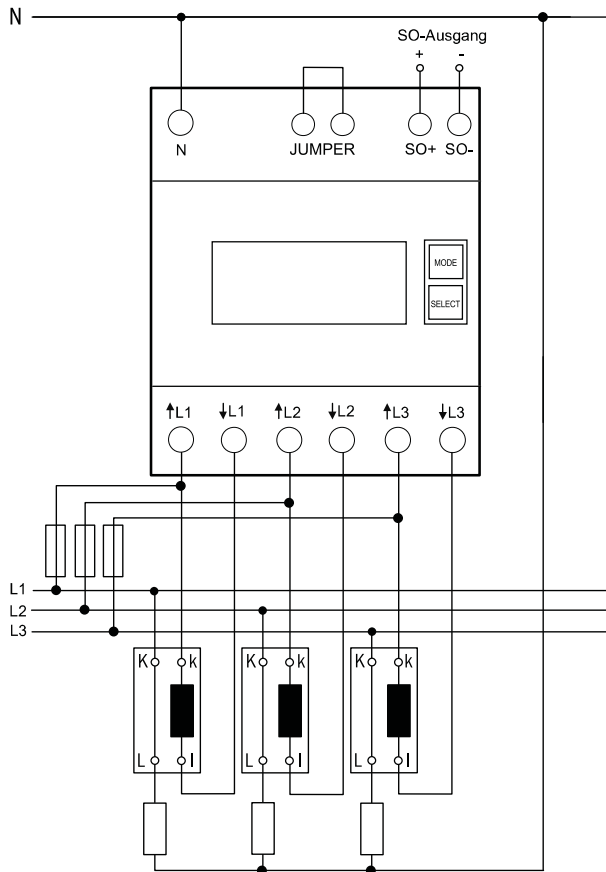 N
SO-Ausgang
+ -
N JUMPER SO+ SO-
MODE
SELECT
↑L1 ↓L1 ↑L2 ↓L2 ↑L3 ↓L3
L1
L2
L3
K k K k K k
L l L l L l